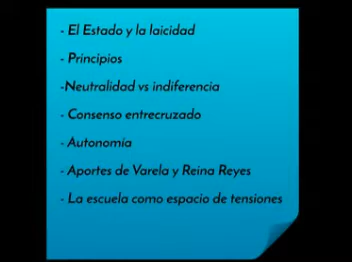 - El Estado y la laicidad
- Principios
-Neutralidad vs indiferencia
- Consenso entrecruzado
- Autonomía
- Aportes de Varela y Reina Reyes
- La escuela como espacio de tensiones